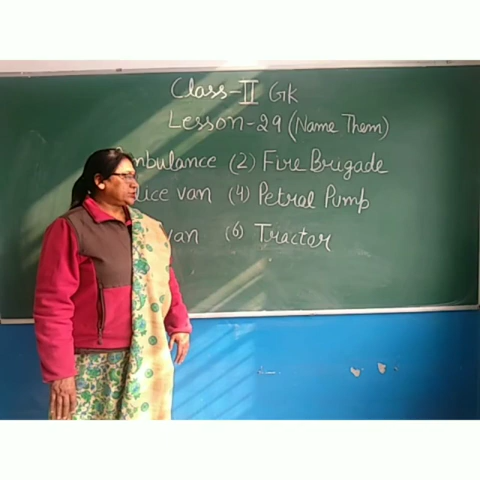 Class-II GK
Lesson-29 (Name Them)
mbulance (2) Fire Brigade
lice van (4) Petrol Pump
van (6) Tractor